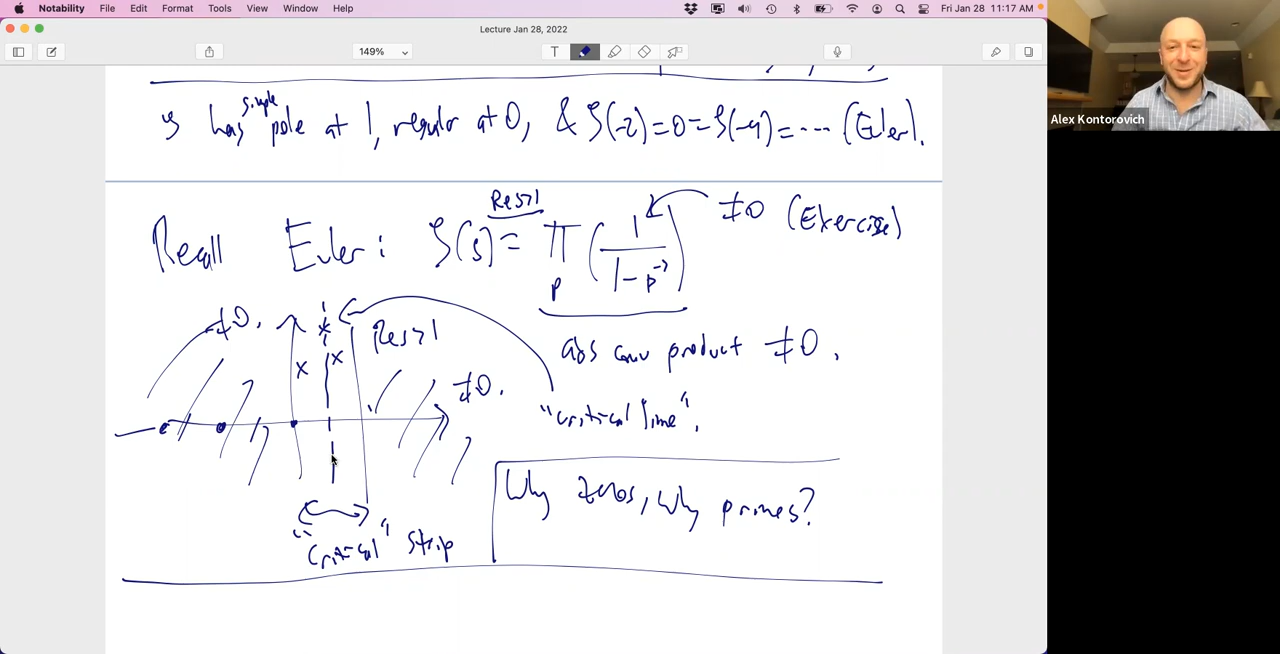 Notability File Edit Format Tools View Window Help Fri Jan 28 11:17 AM
Lecture Jan 28, 2022
149%
T
Alex Kontorovich
ζ has simple pole at 1, regular at 0, & ζ(-2)=0=ζ(-4)=... (Euler).
Recall Euler: ζ(s) = Res>1 ∏p (1/(1-p^-s)) ≠0 (Exercise)
≠0. Res>1 abs conv product ≠0.
≠0.
"critical line".
Why zeros, Why primes?
"critical" strip